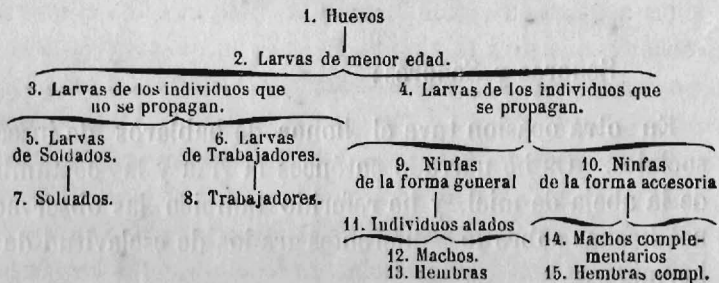 1. Huevos
2. Larvas de menor edad.
3. Larvas de los individuos que
no se propagan.
4. Larvas de los individuos que
se propagan.
5. Larvas
de Soldados.
6. Larvas
de Trabajadores.
7. Soldados.
8. Trabajadores.
9. Ninfas
de la forma general
10. Ninfas
de la forma accesoria
11. Individuos alados
12. Machos.
13. Hembras
14. Machos comple-
mentarios
15. Hembras compl.